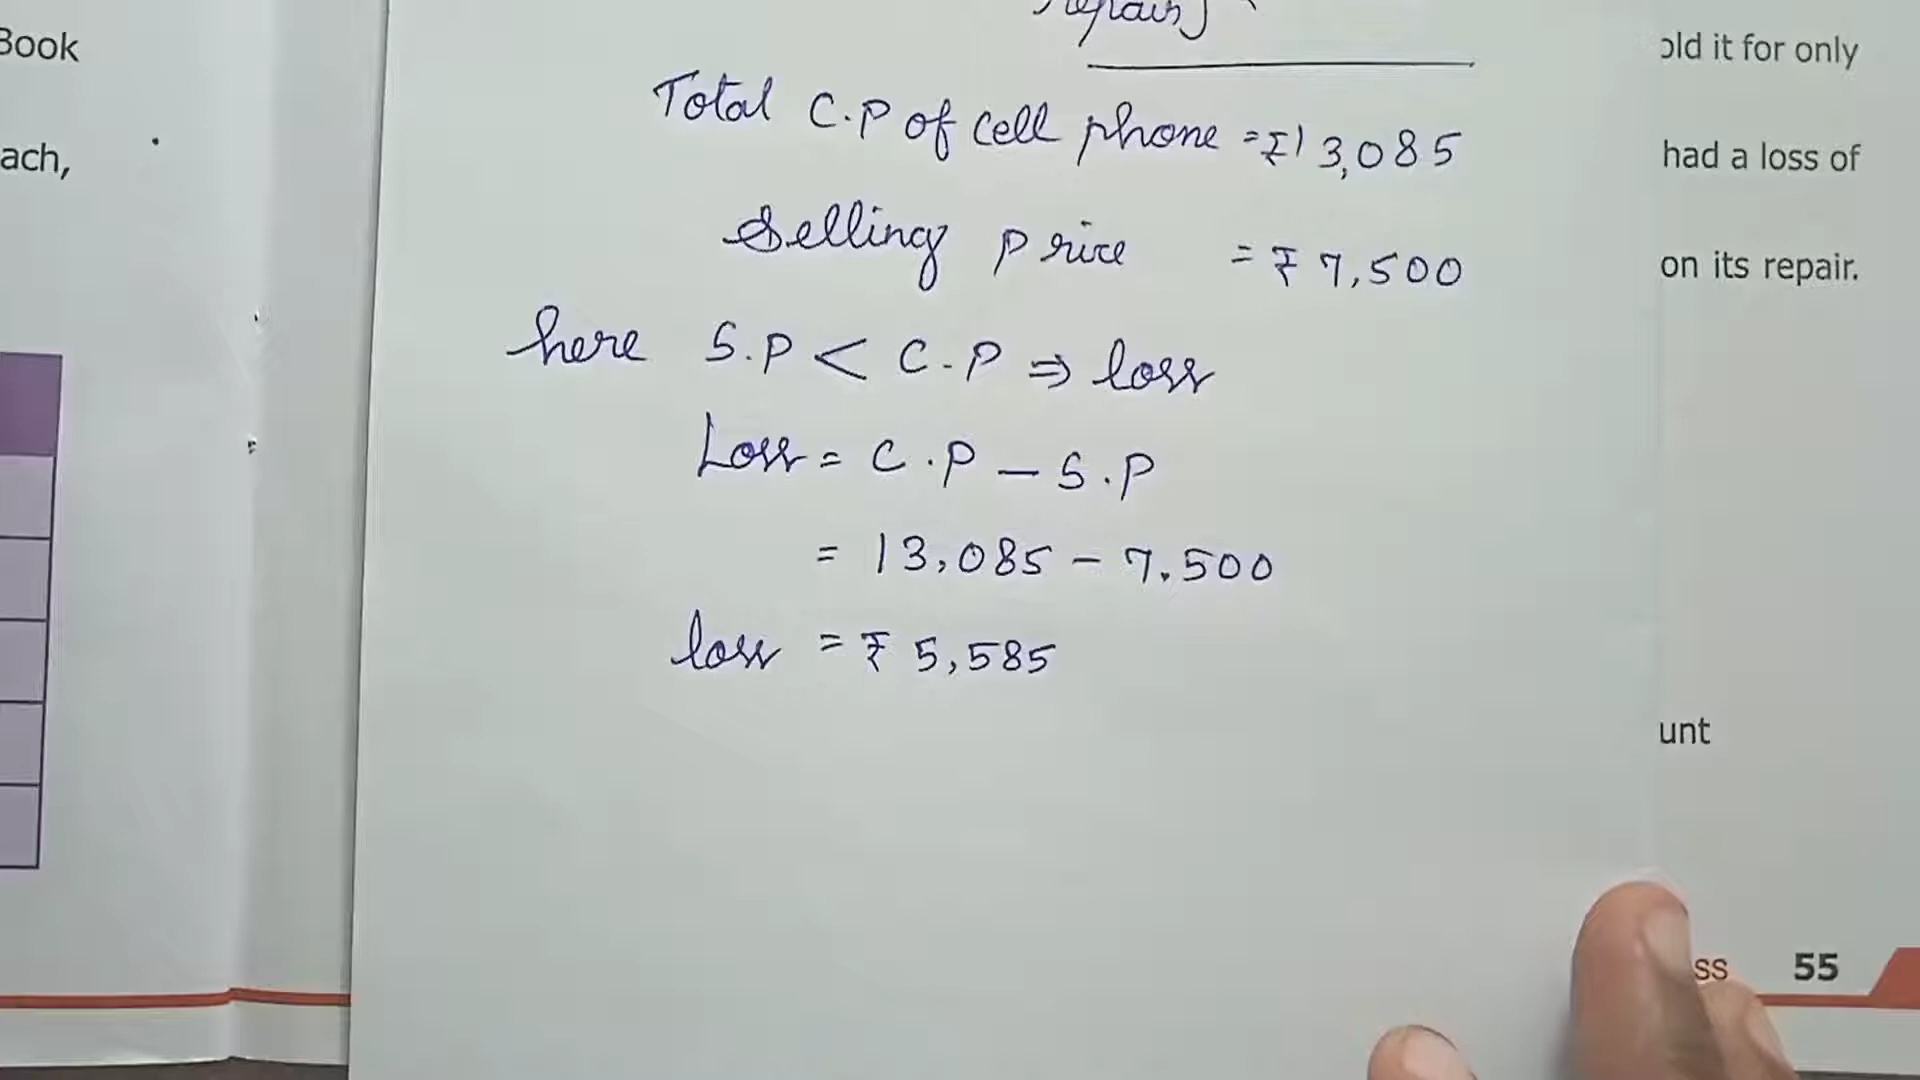 Book
ach,
repair)
Total C.P of cell phone = ₹13,085
Selling price = ₹7,500
here S.P < C.P ⇒ loss
Loss = C.P – S.P
= 13,085 – 7.500
loss = ₹ 5,585
old it for only
had a loss of
on its repair.
unt
ss 55